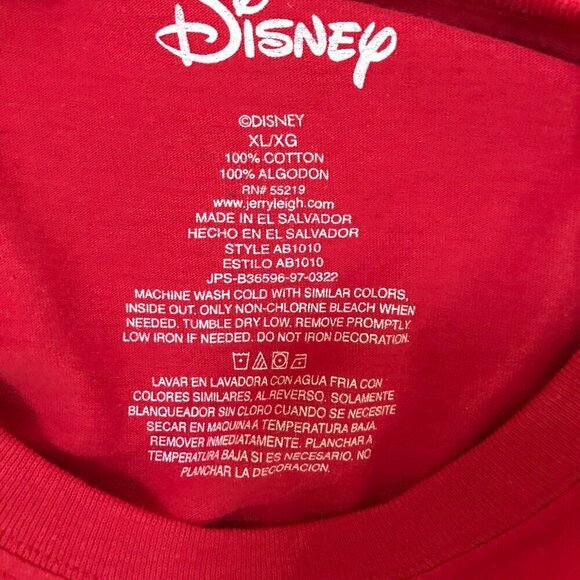 Disney
©DISNEY
XL/XG
100% COTTON
100% ALGODON
RN# 55219
www.jerryleigh.com
MADE IN EL SALVADOR
HECHO EN EL SALVADOR
STYLE AB1010
ESTILO AB1010
JPS-B36596-97-0322
MACHINE WASH COLD WITH SIMILAR COLORS,
INSIDE OUT. ONLY NON-CHLORINE BLEACH WHEN
NEEDED. TUMBLE DRY LOW. REMOVE PROMPTLY.
LOW IRON IF NEEDED. DO NOT IRON DECORATION.
LAVAR EN LAVADORA CON AGUA FRIA CON
COLORES SIMILARES, AL REVERSO. SOLAMENTE
BLANQUEADOR SIN CLORO CUANDO SE NECESITE
SECAR EN MAQUINA A TEMPERATURA BAJA.
REMOVER INMEDIATAMENTE. PLANCHAR A
TEMPERATURA BAJA SI ES NECESARIO. NO
PLANCHAR LA DECORACION.